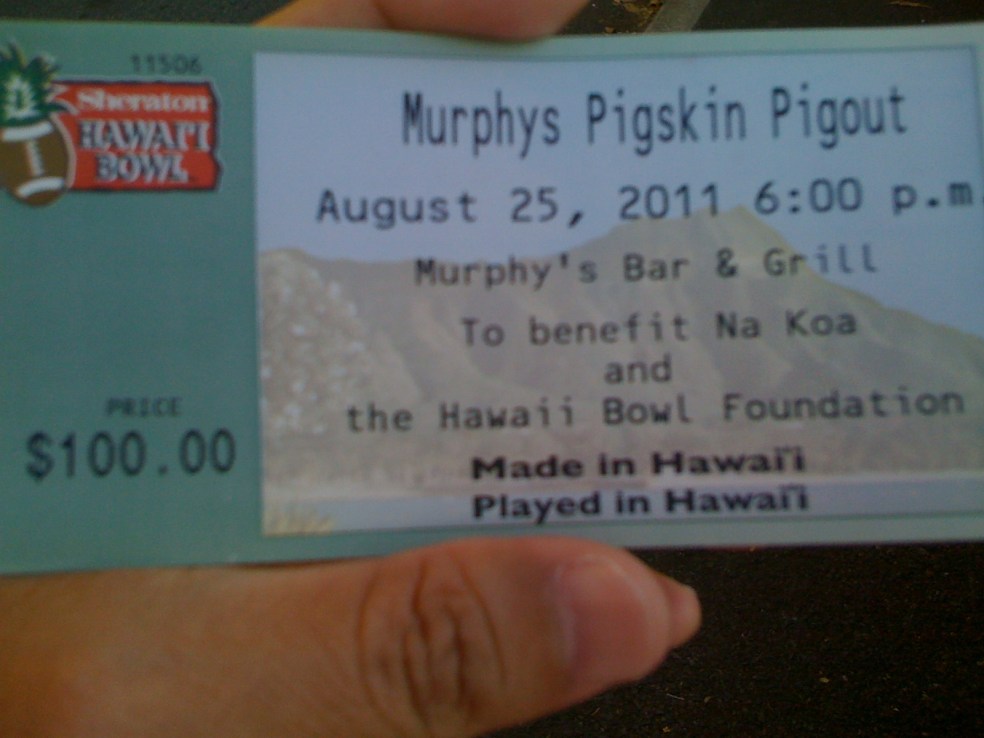 11506
Sheraton
HAWAI'I
BOWL
PRICE
$100.00
Murphys Pigskin Pigout
August 25, 2011 6:00 p.m.
Murphy's Bar & Grill
To benefit Na Koa
and
the Hawaii Bowl Foundation
Made in Hawai'i
Played in Hawai'i